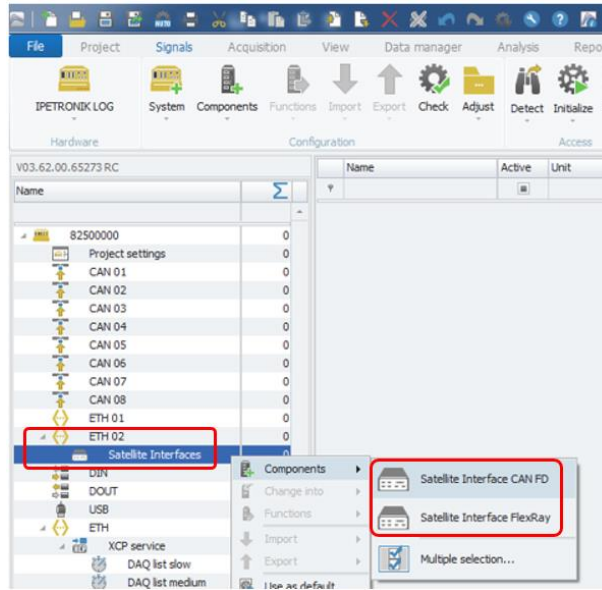 File Project Signals Acquisition View Data manager Analysis Repo
IPETRONIK LOG System Components Functions Import Export Check Adjust Detect Initialize
Hardware Configuration Access
V03.62.00.65273 RC
Name Active Unit
Name Σ
82500000 0
Project settings 0
CAN 01 0
CAN 02 0
CAN 03 0
CAN 04 0
CAN 05 0
CAN 06 0
CAN 07 0
CAN 08 0
ETH 01 0
ETH 02 0
Satellite Interfaces 0
DIN
DOUT
USB
ETH
XCP service
DAQ list slow
DAQ list medium
Components
Change into
Functions
Import
Export
Use as default
Satellite Interface CAN FD
Satellite Interface FlexRay
Multiple selection...